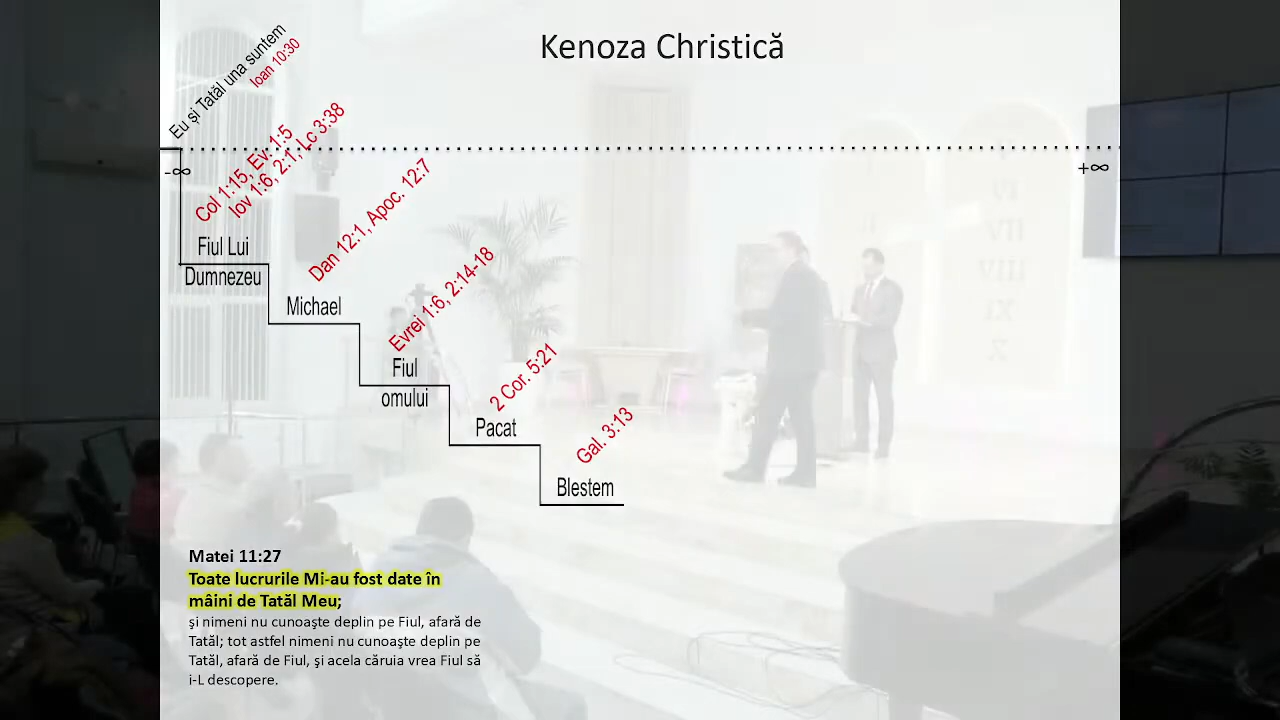 Kenoza Christică
Eu și Tatăl una suntem
Ioan 10:30
-∞
+∞
Col 1:15, Ev. 1:5
Iov 1:6, 2:1, Lc 3:38
Fiul Lui
Dumnezeu
Dan 12:1, Apoc. 12:7
Michael
Evrei 1:6, 2:14-18
Fiul
omului
2 Cor. 5:21
Pacat
Gal. 3:13
Blestem
VI
VII
VIII
IX
X
Matei 11:27
Toate lucrurile Mi-au fost date în
mâini de Tatăl Meu;
şi nimeni nu cunoaşte deplin pe Fiul, afară de
Tatăl; tot astfel nimeni nu cunoaşte deplin pe
Tatăl, afară de Fiul, şi acela căruia vrea Fiul să
i-L descopere.